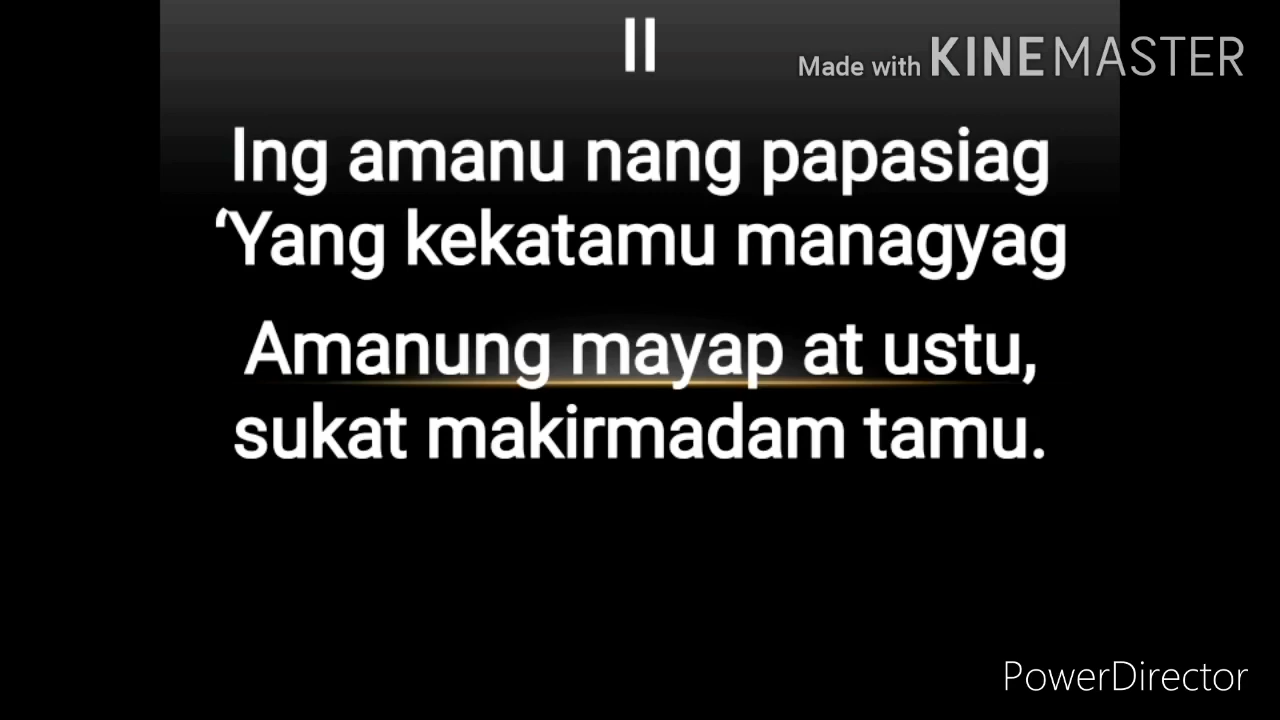 II
Made with KINEMASTER
Ing amanu nang papasiag
‘Yang kekatamu managyag
Amanung mayap at ustu,
sukat makirmadam tamu.
PowerDirector